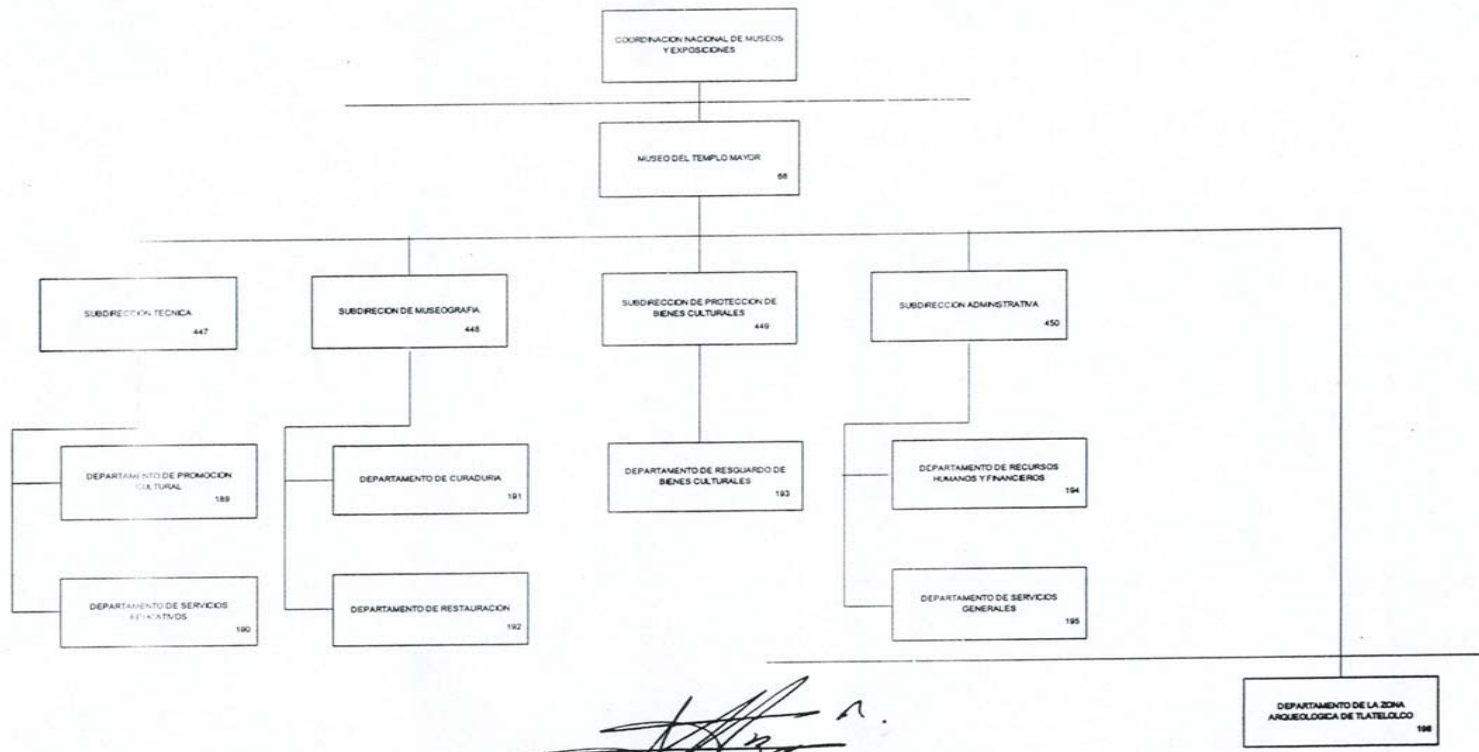 COORDINACION NACIONAL DE MUSEOS
Y EXPOSICIONES
MUSEO DEL TEMPLO MAYOR
66
SUBDIRECCION TECNICA
447
SUBDIRECION DE MUSEOGRAFIA
448
SUBDIRECCION DE PROTECCION DE
BIENES CULTURALES
449
SUBDIRECCION ADMINISTRATIVA
450
DEPARTAMENTO DE PROMOCION
CULTURAL
189
DEPARTAMENTO DE CURADURIA
191
DEPARTAMENTO DE RESGUARDO DE
BIENES CULTURALES
193
DEPARTAMENTO DE RECURSOS
HUMANOS Y FINANCIEROS
194
DEPARTAMENTO DE SERVICIOS
EDUCATIVOS
190
DEPARTAMENTO DE RESTAURACION
192
DEPARTAMENTO DE SERVICIOS
GENERALES
195
DEPARTAMENTO DE LA ZONA
ARQUEOLOGICA DE TLATELOLCO
196